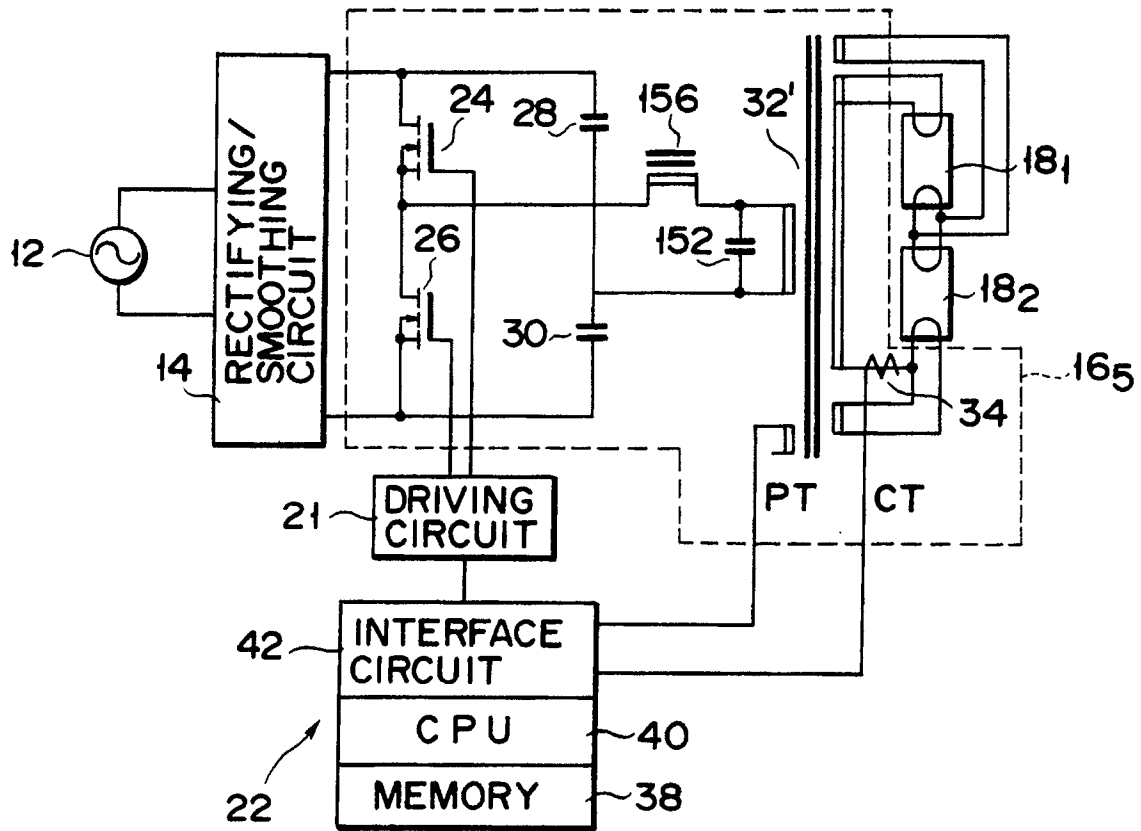 12
14
RECTIFYING/
SMOOTHING
CIRCUIT
24
26
28
30
156
152
32'
18₁
18₂
16₅
34
PT
CT
21
DRIVING
CIRCUIT
42
INTERFACE
CIRCUIT
CPU
40
MEMORY
38
22